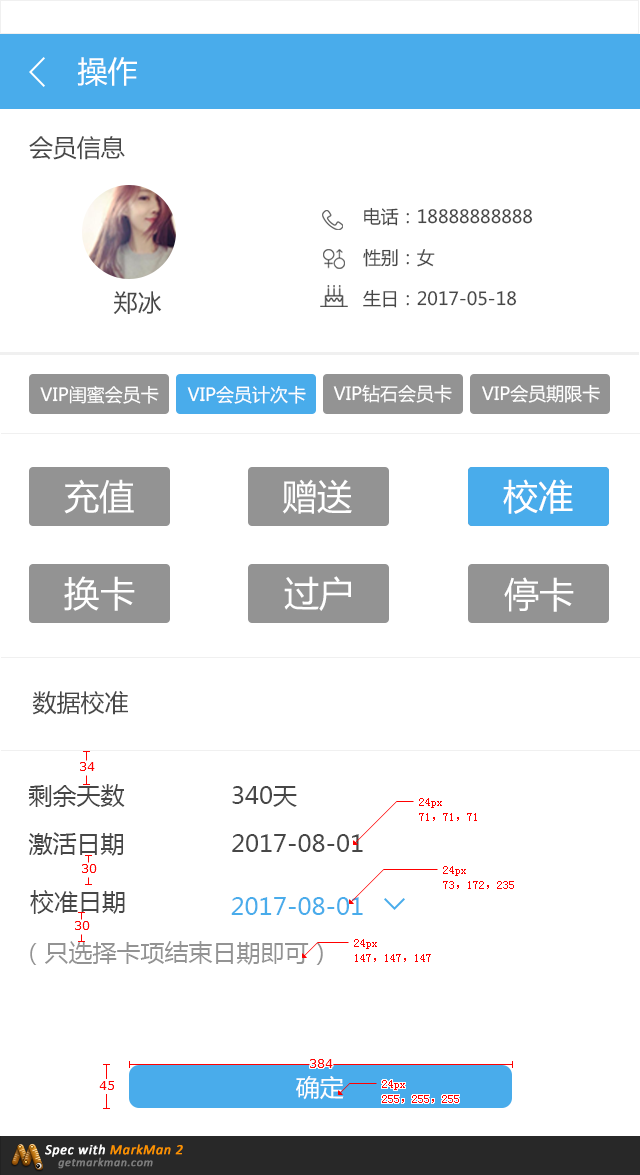 操作
会员信息
电话：18888888888
性别：女
生日：2017-05-18
郑冰
VIP闺蜜会员卡 VIP会员计次卡 VIP钻石会员卡 VIP会员期限卡
充值 赠送 校准
换卡 过户 停卡
数据校准
34
剩余天数 340天
24px
71, 71, 71
激活日期 2017-08-01
30
24px
73, 172, 235
校准日期 2017-08-01
30
24px
147, 147, 147
（只选择卡项结束日期即可）
384
45
确定
24px
255, 255, 255
Spec with MarkMan 2
getmarkman.com